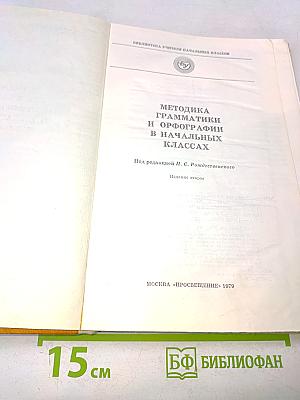 БИБЛИОТЕКА УЧИТЕЛЯ НАЧАЛЬНЫХ КЛАССОВ
МЕТОДИКА
ГРАММАТИКИ
И ОРФОГРАФИИ
В НАЧАЛЬНЫХ
КЛАССАХ
Под редакцией Н. С. Рождественского
Издание второе
МОСКВА «ПРОСВЕЩЕНИЕ» 1979
15 см
БФ БИБЛИОФАН